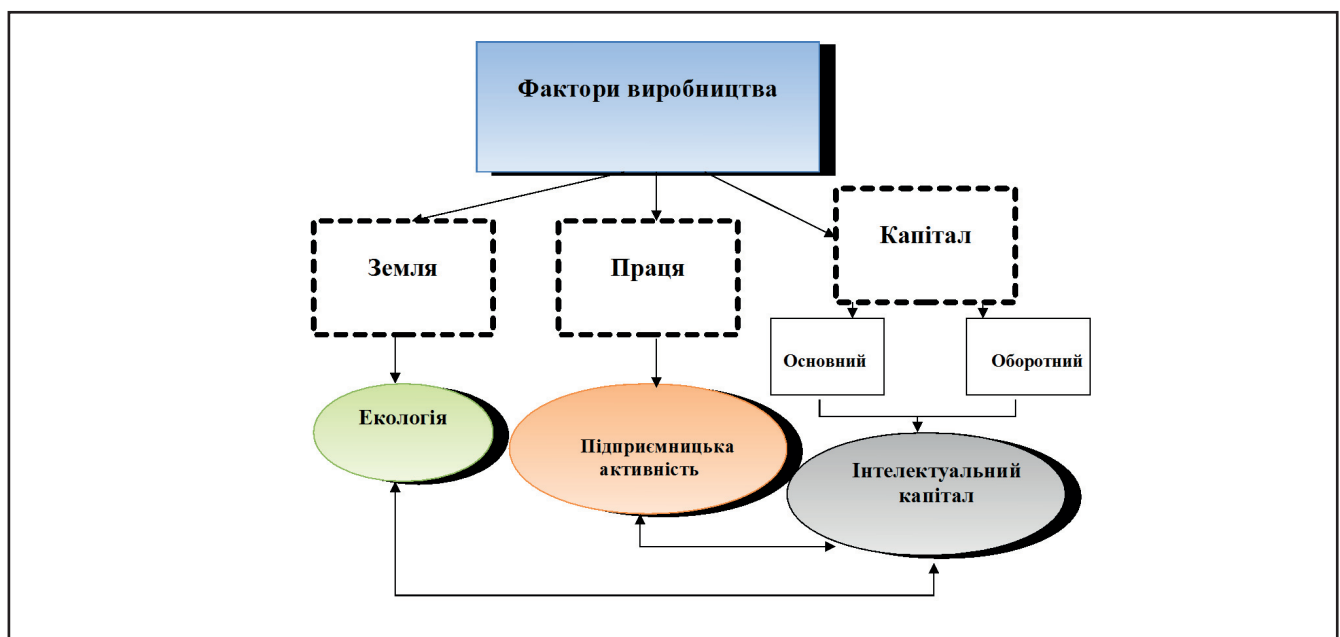 Фактори виробництва
Земля
Праця
Капітал
Основний
Оборотний
Екологія
Підприємницька
активність
Інтелектуальний
капітал